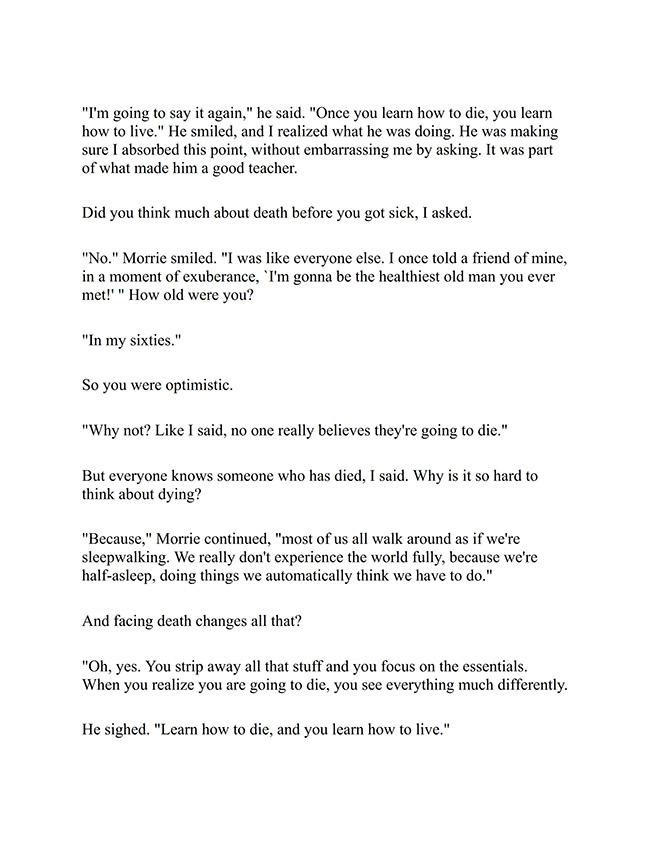 "I'm going to say it again," he said. "Once you learn how to die, you learn
how to live." He smiled, and I realized what he was doing. He was making
sure I absorbed this point, without embarrassing me by asking. It was part
of what made him a good teacher.
Did you think much about death before you got sick, I asked.
"No." Morrie smiled. "I was like everyone else. I once told a friend of mine,
in a moment of exuberance, `I'm gonna be the healthiest old man you ever
met!' " How old were you?
"In my sixties."
So you were optimistic.
"Why not? Like I said, no one really believes they're going to die."
But everyone knows someone who has died, I said. Why is it so hard to
think about dying?
"Because," Morrie continued, "most of us all walk around as if we're
sleepwalking. We really don't experience the world fully, because we're
half-asleep, doing things we automatically think we have to do."
And facing death changes all that?
"Oh, yes. You strip away all that stuff and you focus on the essentials.
When you realize you are going to die, you see everything much differently.
He sighed. "Learn how to die, and you learn how to live."